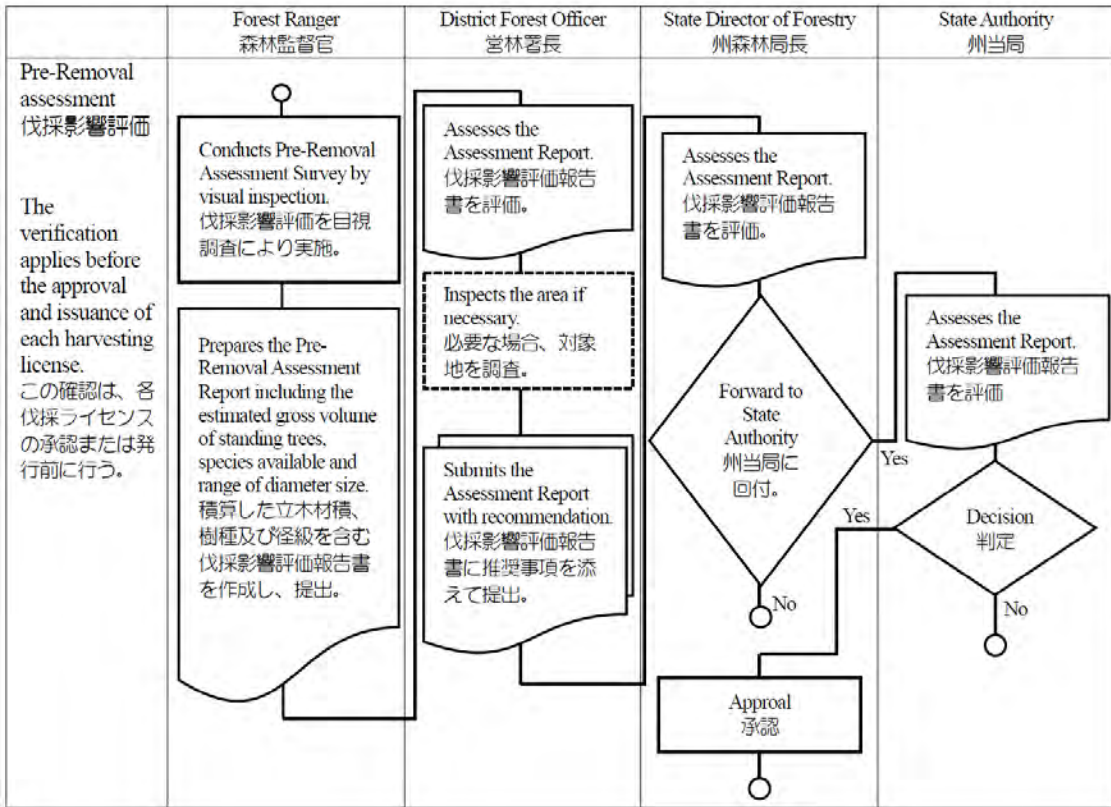 Forest Ranger
森林監督官
District Forest Officer
営林署長
State Director of Forestry
州森林局長
State Authority
州当局
Pre-Removal
assessment
伐採影響評価
The
verification
applies before
the approval
and issuance of
each harvesting
license.
この確認は、各
伐採ライセンス
の承認または発
行前に行う。
Conducts Pre-Removal
Assessment Survey by
visual inspection.
伐採影響評価を目視
調査により実施。
Prepares the Pre-
Removal Assessment
Report including the
estimated gross volume
of standing trees,
species available and
range of diameter size.
積算した立木材積、
樹種及び径級を含む
伐採影響評価報告書
を作成し、提出。
Assesses the
Assessment Report.
伐採影響評価報告
書を評価。
Inspects the area if
necessary.
必要な場合、対象
地を調査。
Submits the
Assessment Report
with recommendation.
伐採影響評価報告
書に推奨事項を添
えて提出。
Assesses the
Assessment Report.
伐採影響評価報告
書を評価。
Forward to
State
Authority
州当局に
回付。
Yes
No
Approal
承認
Assesses the
Assessment Report.
伐採影響評価報告
書を評価
Decision
判定
Yes
No